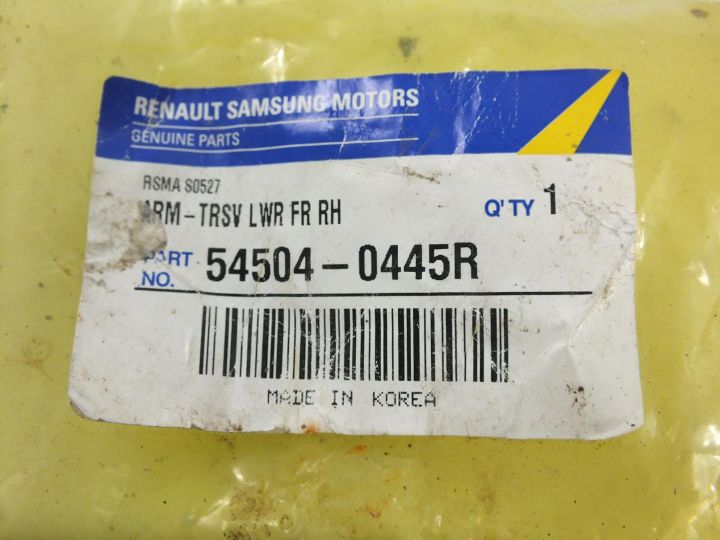 RENAULT SAMSUNG MOTORS
GENUINE PARTS
RSMA S0527
ARM-TRSV LWR FR RH
Q'TY 1
PART NO. 54504-0445R
MADE IN KOREA